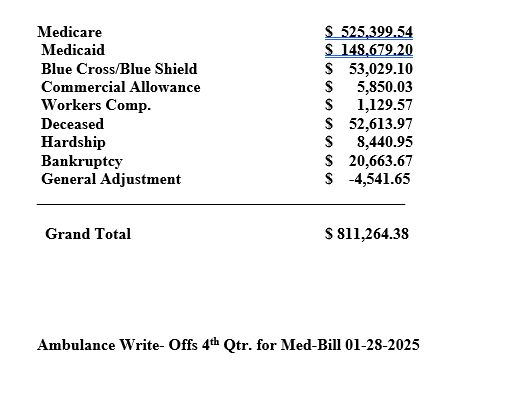 Medicare $ 525,399.54
Medicaid $ 148,679.20
Blue Cross/Blue Shield $ 53,029.10
Commercial Allowance $ 5,850.03
Workers Comp. $ 1,129.57
Deceased $ 52,613.97
Hardship $ 8,440.95
Bankruptcy $ 20,663.67
General Adjustment $ -4,541.65
Grand Total $ 811,264.38
Ambulance Write- Offs 4th Qtr. for Med-Bill 01-28-2025